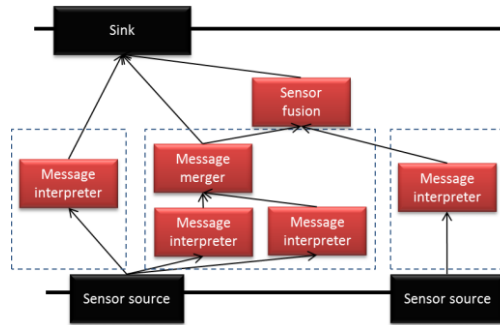 Sink
Sensor
fusion
Message
merger
Message
interpreter
Message
interpreter
Message
interpreter
Message
interpreter
Sensor source
Sensor source